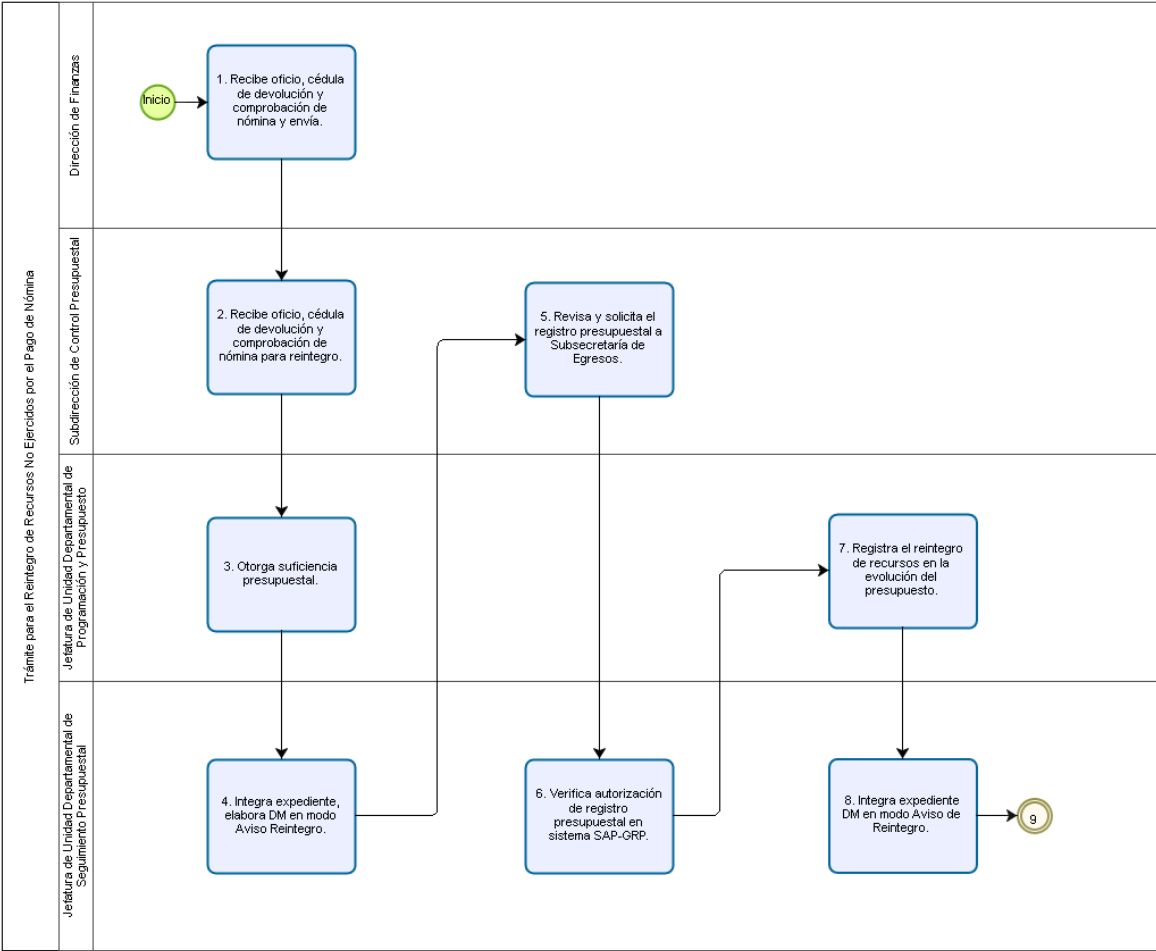 Trámite para el Reintegro de Recursos No Ejercidos por el Pago de Nómina
Dirección de Finanzas
Inicio
1. Recibe oficio, cédula
de devolución y
comprobación de
nómina y envía.
Subdirección de Control Presupuestal
2. Recibe oficio, cédula
de devolución y
comprobación de
nómina para reintegro.
5. Revisa y solicita el
registro presupuestal a
Subsecretaría de
Egresos.
Jefatura de Unidad Departamental de
Programación y Presupuesto
3. Otorga suficiencia
presupuestal.
7. Registra el reintegro
de recursos en la
evolución del
presupuesto.
Jefatura de Unidad Departamental de
Seguimiento Presupuestal
4. Integra expediente,
elabora DM en modo
Aviso Reintegro.
6. Verifica autorización
de registro
presupuestal en
sistema SAP-GRP.
8. Integra expediente
DM en modo Aviso de
Reintegro.
9